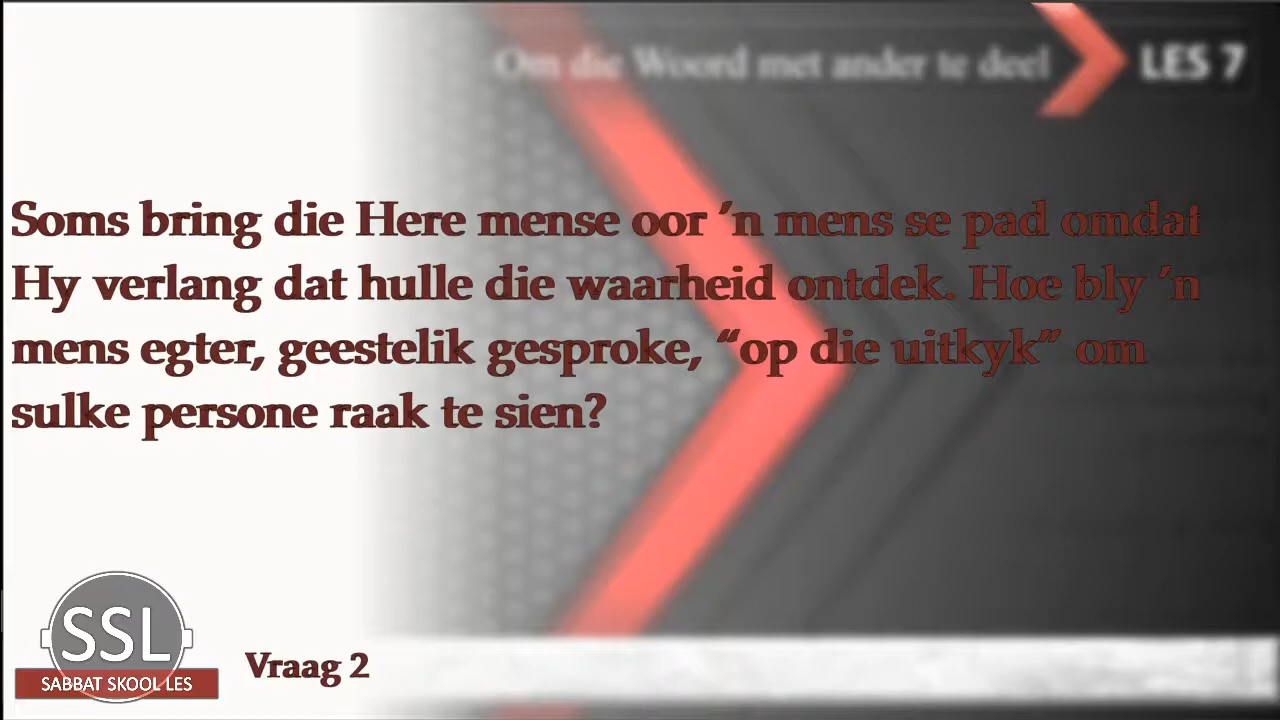 Om die Woord met ander te deel LES 7
Soms bring die Here mense oor ’n mens se pad omdat
Hy verlang dat hulle die waarheid ontdek. Hoe bly ’n
mens egter, geestelik gesproke, “op die uitkyk” om
sulke persone raak te sien?
SSL
SABBAT SKOOL LES
Vraag 2